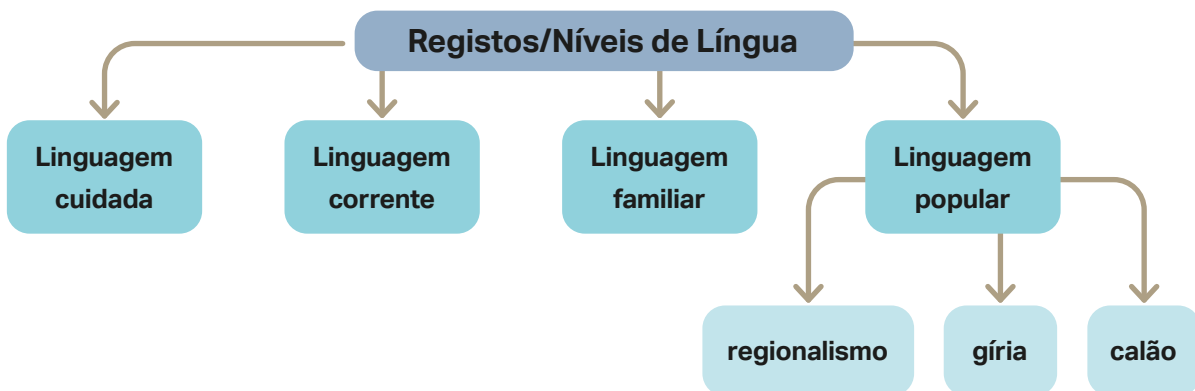 Registos/Níveis de Língua
Linguagem
cuidada
Linguagem
corrente
Linguagem
familiar
Linguagem
popular
regionalismo
gíria
calão